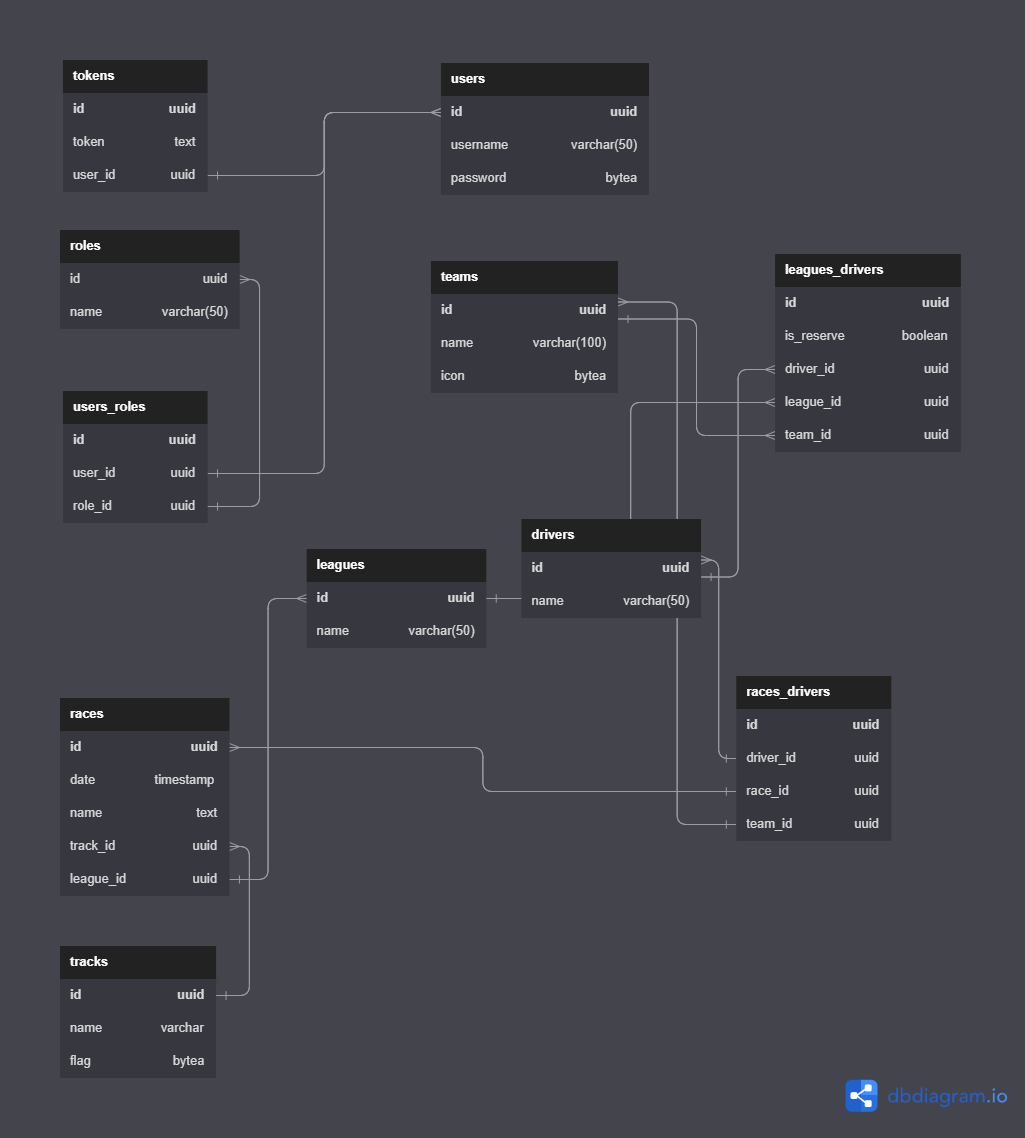 tokens
id uuid
token text
user_id uuid
users
id uuid
username varchar(50)
password bytea
roles
id uuid
name varchar(50)
teams
id uuid
name varchar(100)
icon bytea
leagues_drivers
id uuid
is_reserve boolean
driver_id uuid
league_id uuid
team_id uuid
users_roles
id uuid
user_id uuid
role_id uuid
drivers
id uuid
name varchar(50)
leagues
id uuid
name varchar(50)
races_drivers
id uuid
driver_id uuid
race_id uuid
team_id uuid
races
id uuid
date timestamp
name text
track_id uuid
league_id uuid
tracks
id uuid
name varchar
flag bytea
dbdiagram.io